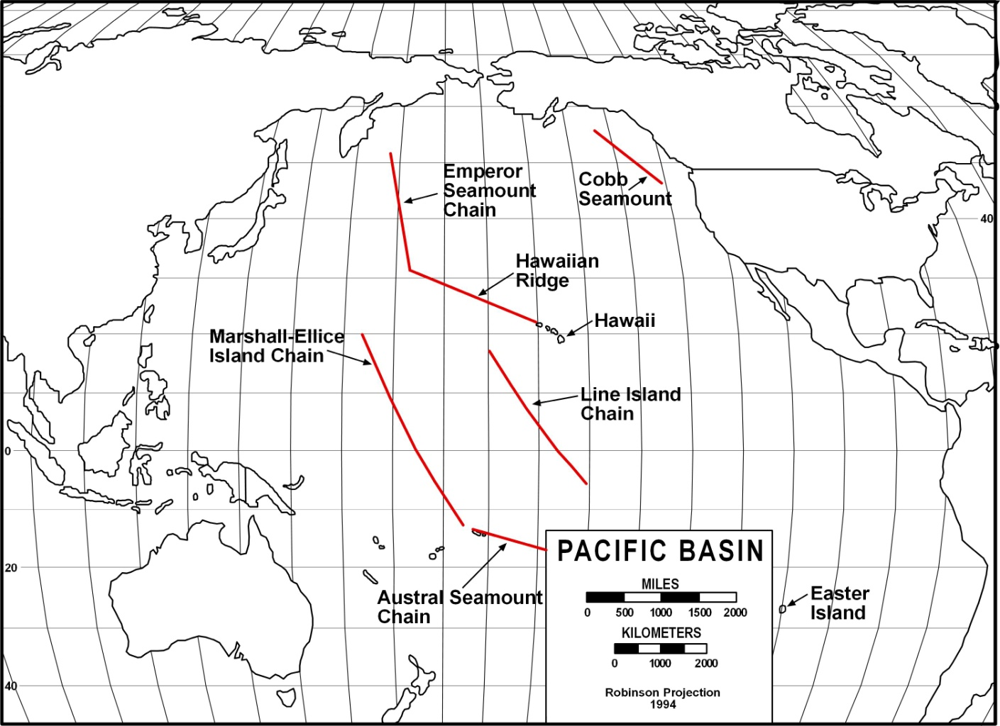 Emperor
Seamount
Chain
Cobb
Seamount
40
Hawaiian
Ridge
Hawaii
Marshall-Ellice
Island Chain
Line Island
Chain
0
20
Austral Seamount
Chain
40
PACIFIC BASIN
MILES
0 500 1000 1500 2000
KILOMETERS
0 1000 2000
Robinson Projection
1994
Easter
Island